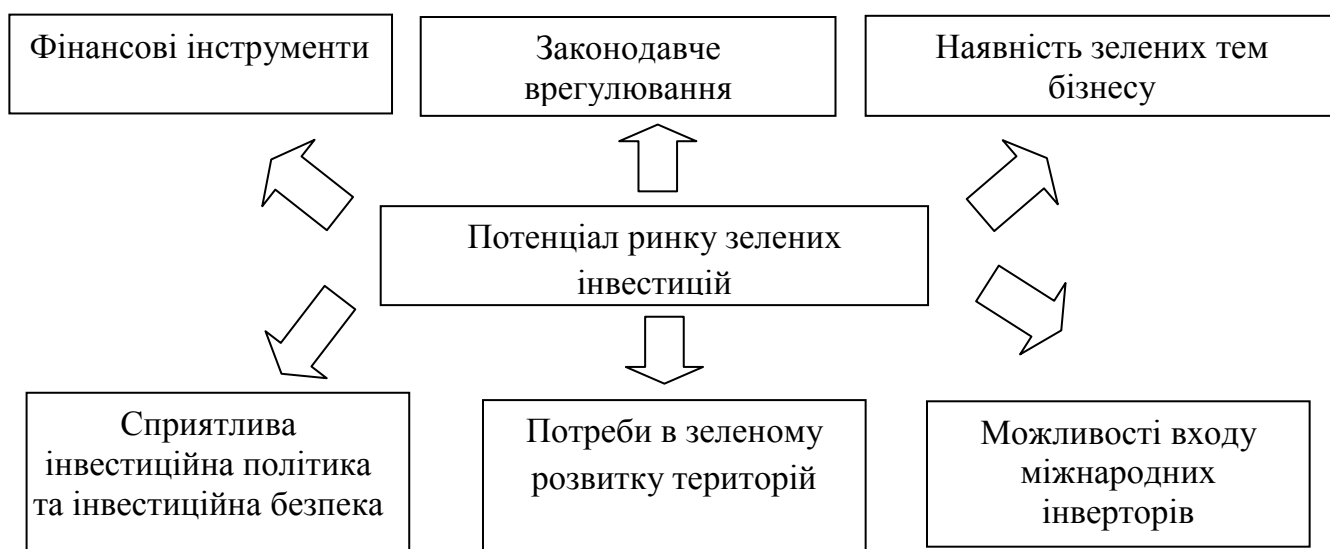 Фінансові інструменти
Законодавче
врегулювання
Наявність зелених тем
бізнесу
Потенціал ринку зелених
інвестицій
Сприятлива
інвестиційна політика
та інвестиційна безпека
Потреби в зеленому
розвитку територій
Можливості входу
міжнародних
інверторів